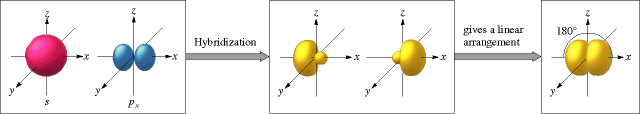 z
x
y
s
z
x
y
pₓ
Hybridization
z
x
y
z
x
y
gives a linear
arrangement
z
180°
x
y